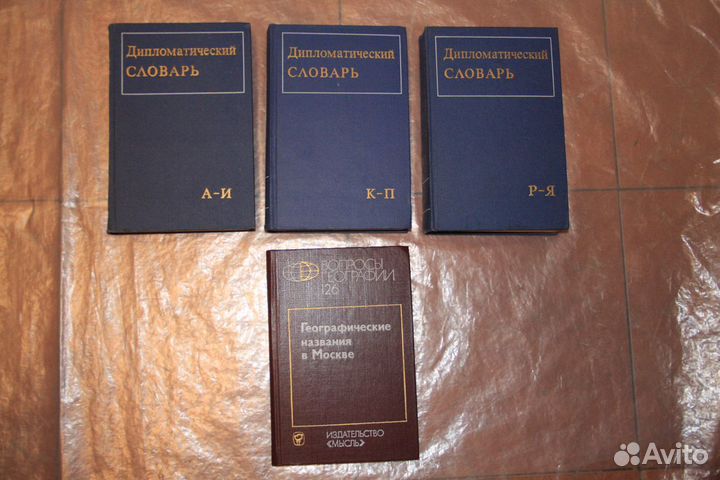 Дипломатический
СЛОВАРЬ
А-И
Дипломатический
СЛОВАРЬ
К-П
Дипломатический
СЛОВАРЬ
Р-Я
ВОПРОСЫ
ГЕОГРАФИИ
126
Географические
названия
в Москве
ИЗДАТЕЛЬСТВО
«МЫСЛЬ»
Avito